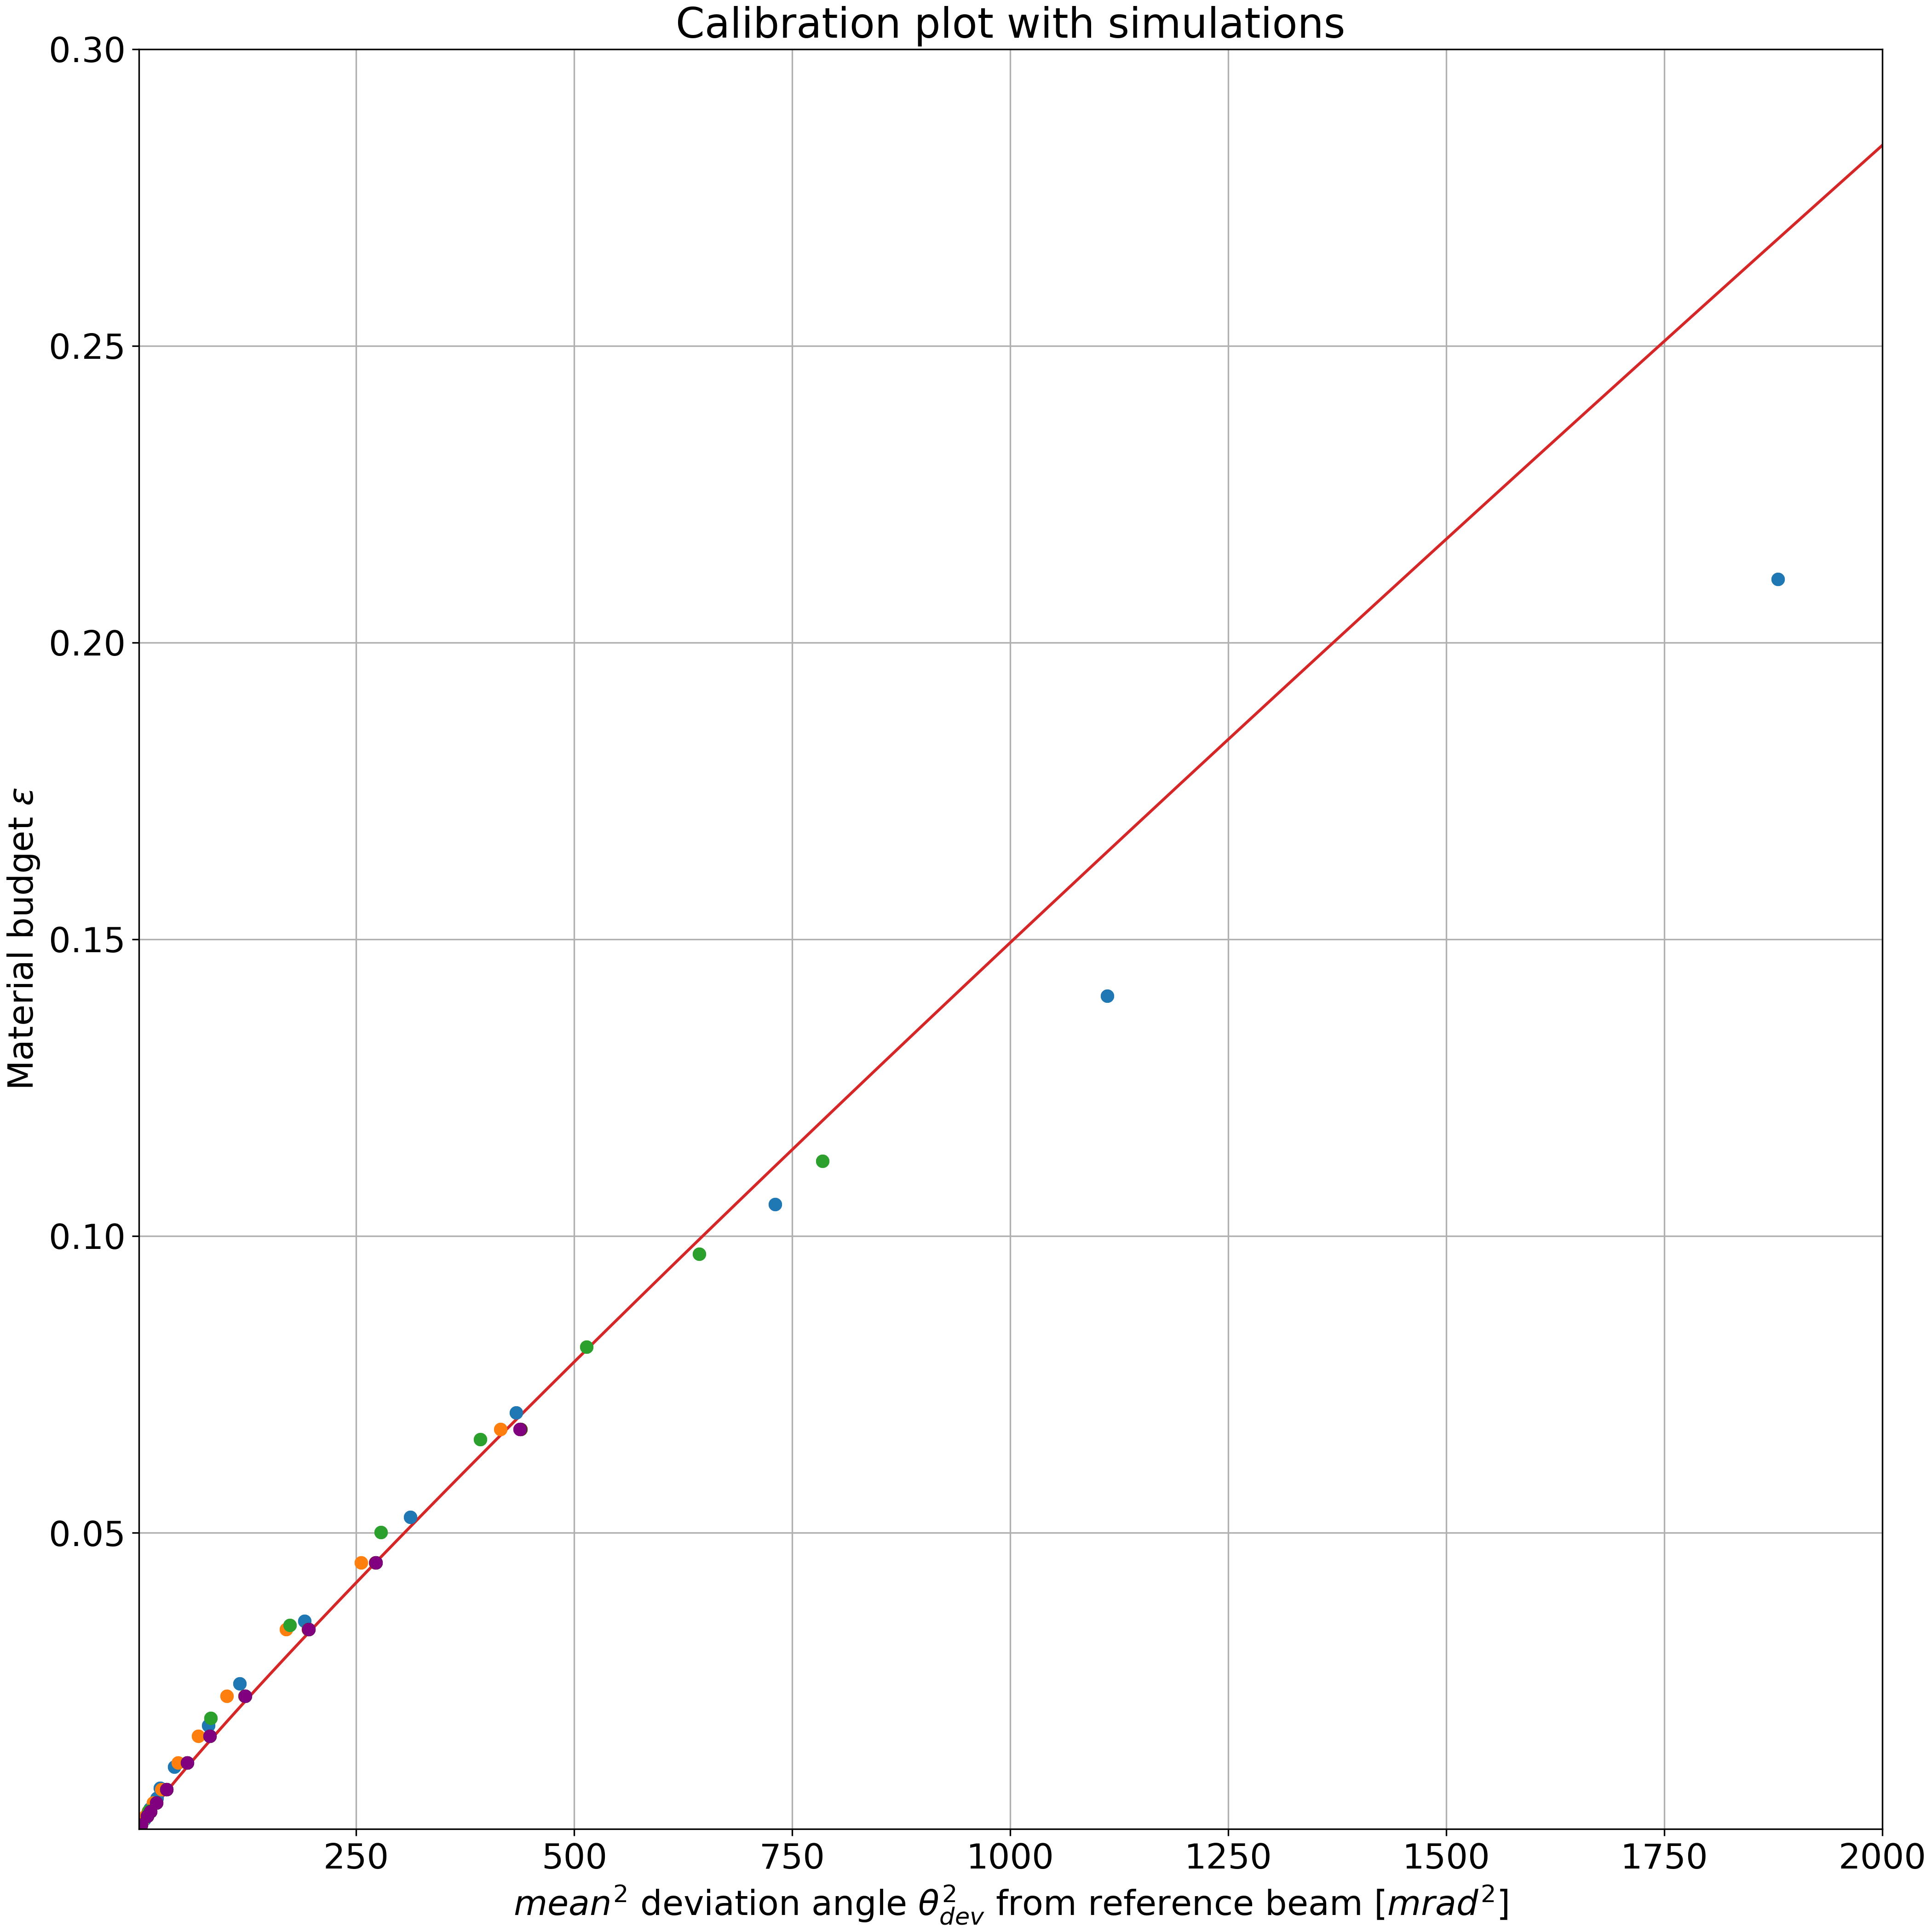 Calibration plot with simulations
0.30
0.25
0.20
0.15
0.10
0.05
Material budget ε
250 500 750 1000 1250 1500 1750 2000
mean² deviation angle θ²_dev from reference beam [mrad²]